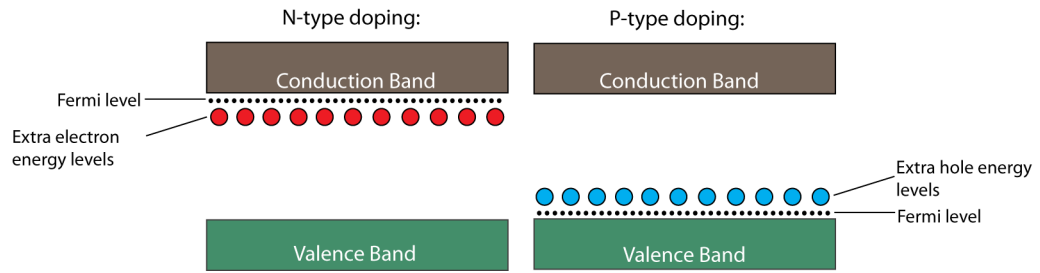 N-type doping:
P-type doping:
Conduction Band
Conduction Band
Fermi level
Extra electron
energy levels
Extra hole energy
levels
Fermi level
Valence Band
Valence Band